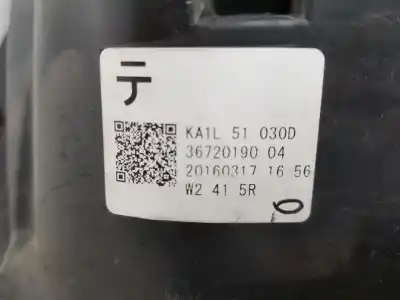 テ
KA1L 51 030D
36720190 04
20160317 16 56
W2 41 5R